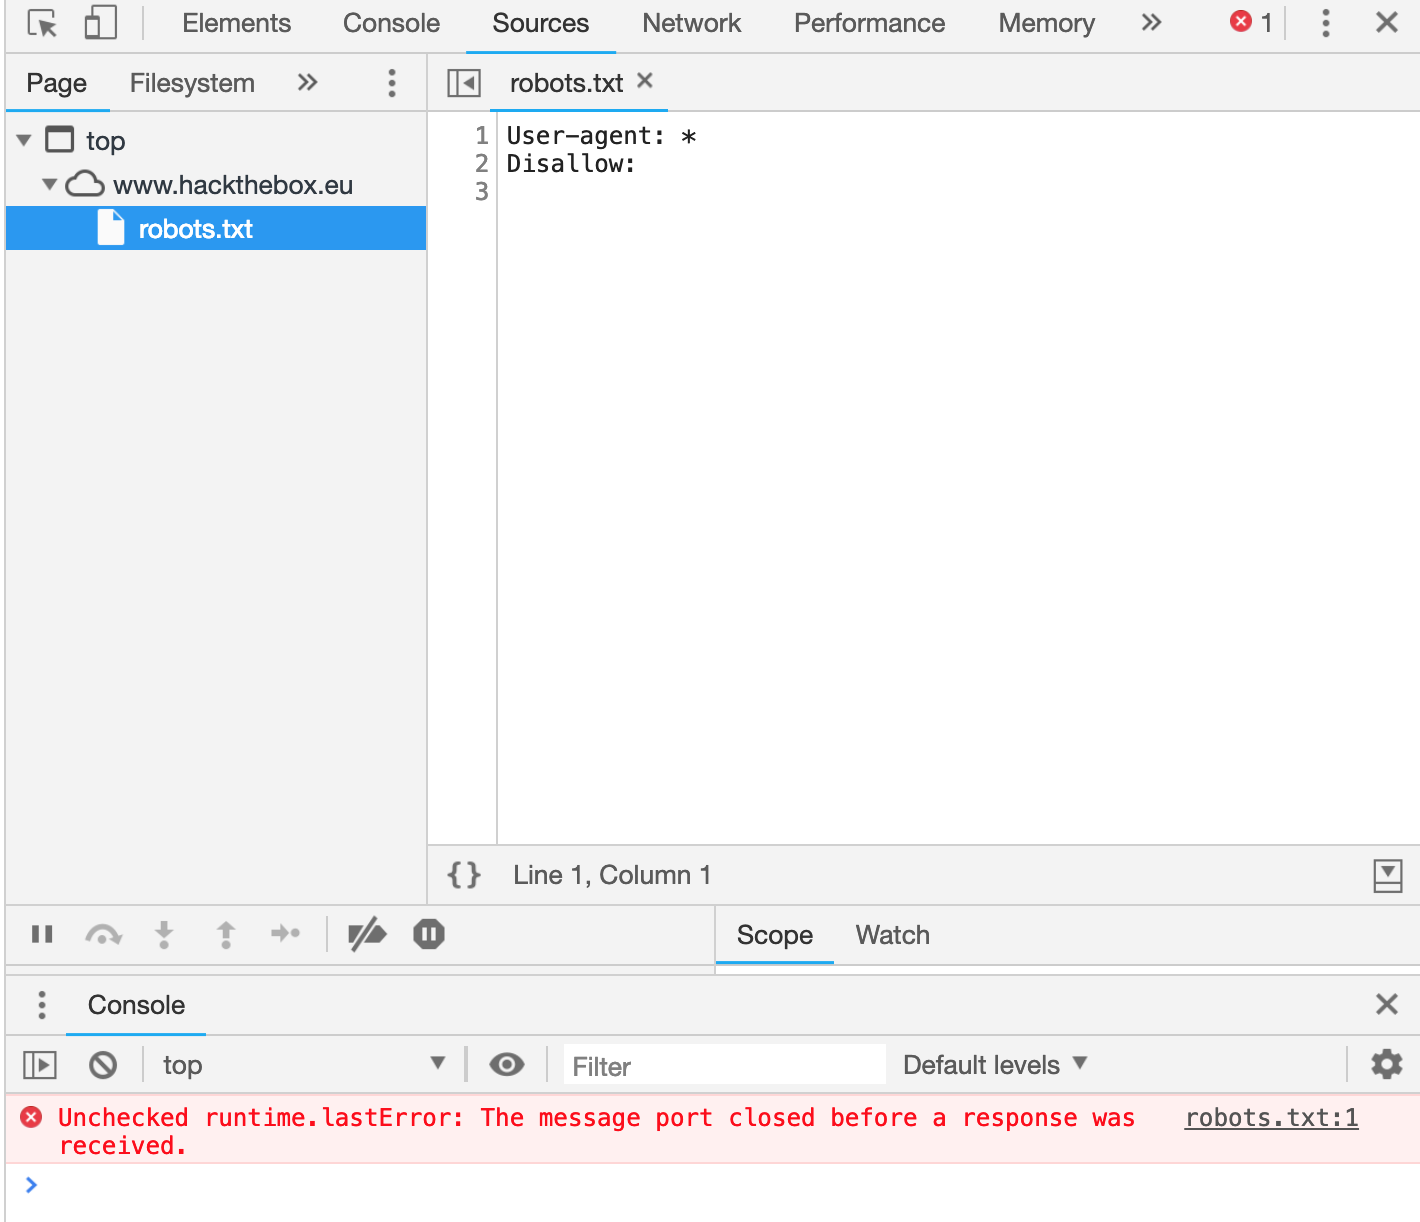 Elements Console Sources Network Performance Memory » 1
Page Filesystem »
robots.txt ×
top
www.hackthebox.eu
robots.txt
1 User-agent: *
2 Disallow:
3
{} Line 1, Column 1
Scope Watch
Console
top Filter Default levels
Unchecked runtime.lastError: The message port closed before a response was robots.txt:1
received.